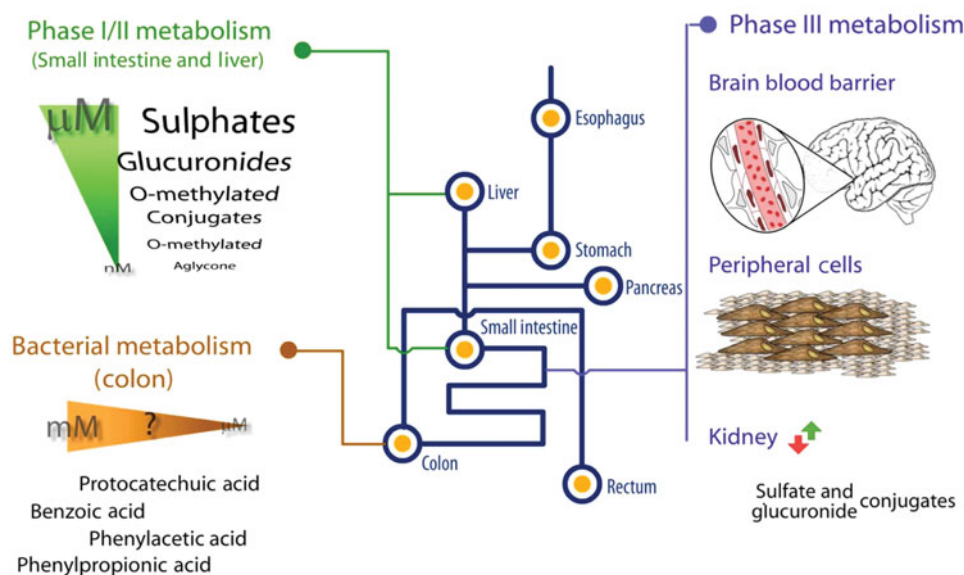 Phase I/II metabolism
(Small intestine and liver)
μM
Sulphates
Glucuronides
O-methylated
Conjugates
O-methylated
Aglycone
nM
Bacterial metabolism
(colon)
mM
?
μM
Protocatechuic acid
Benzoic acid
Phenylacetic acid
Phenylpropionic acid
Esophagus
Liver
Stomach
Pancreas
Small intestine
Colon
Rectum
Phase III metabolism
Brain blood barrier
Peripheral cells
Kidney
Sulfate and
glucuronide conjugates